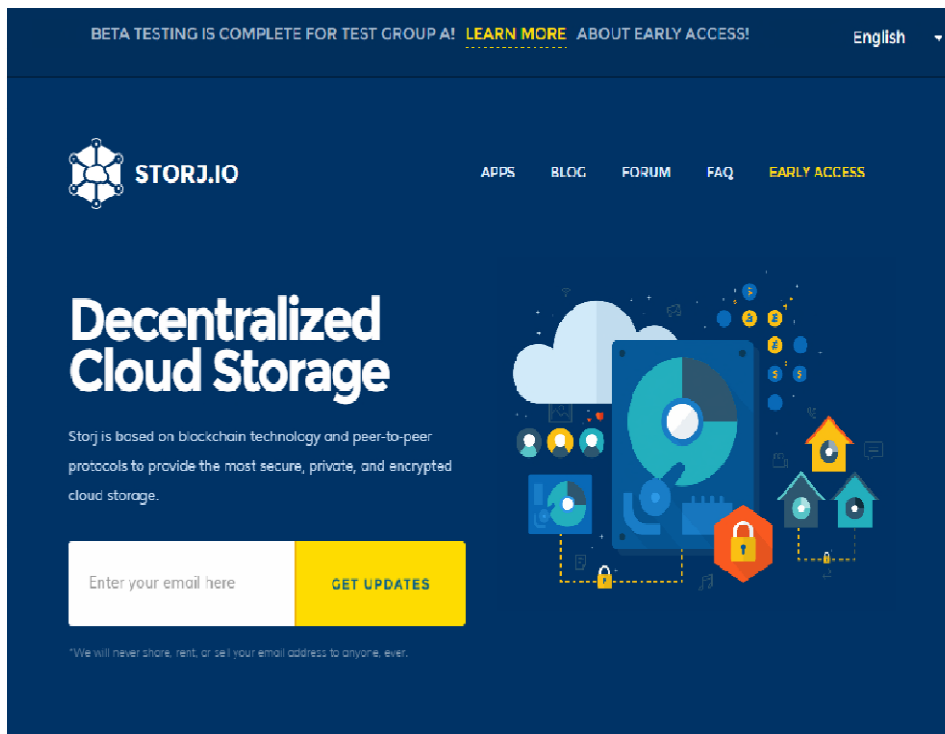 BETA TESTING IS COMPLETE FOR TEST GROUP A! LEARN MORE ABOUT EARLY ACCESS!
English
STORJ.IO
APPS BLOG FORUM FAQ EARLY ACCESS
Decentralized
Cloud Storage
Storj is based on blockchain technology and peer-to-peer
protocols to provide the most secure, private, and encrypted
cloud storage.
Enter your email here
GET UPDATES
*We will never share, rent, or sell your email address to anyone, ever.